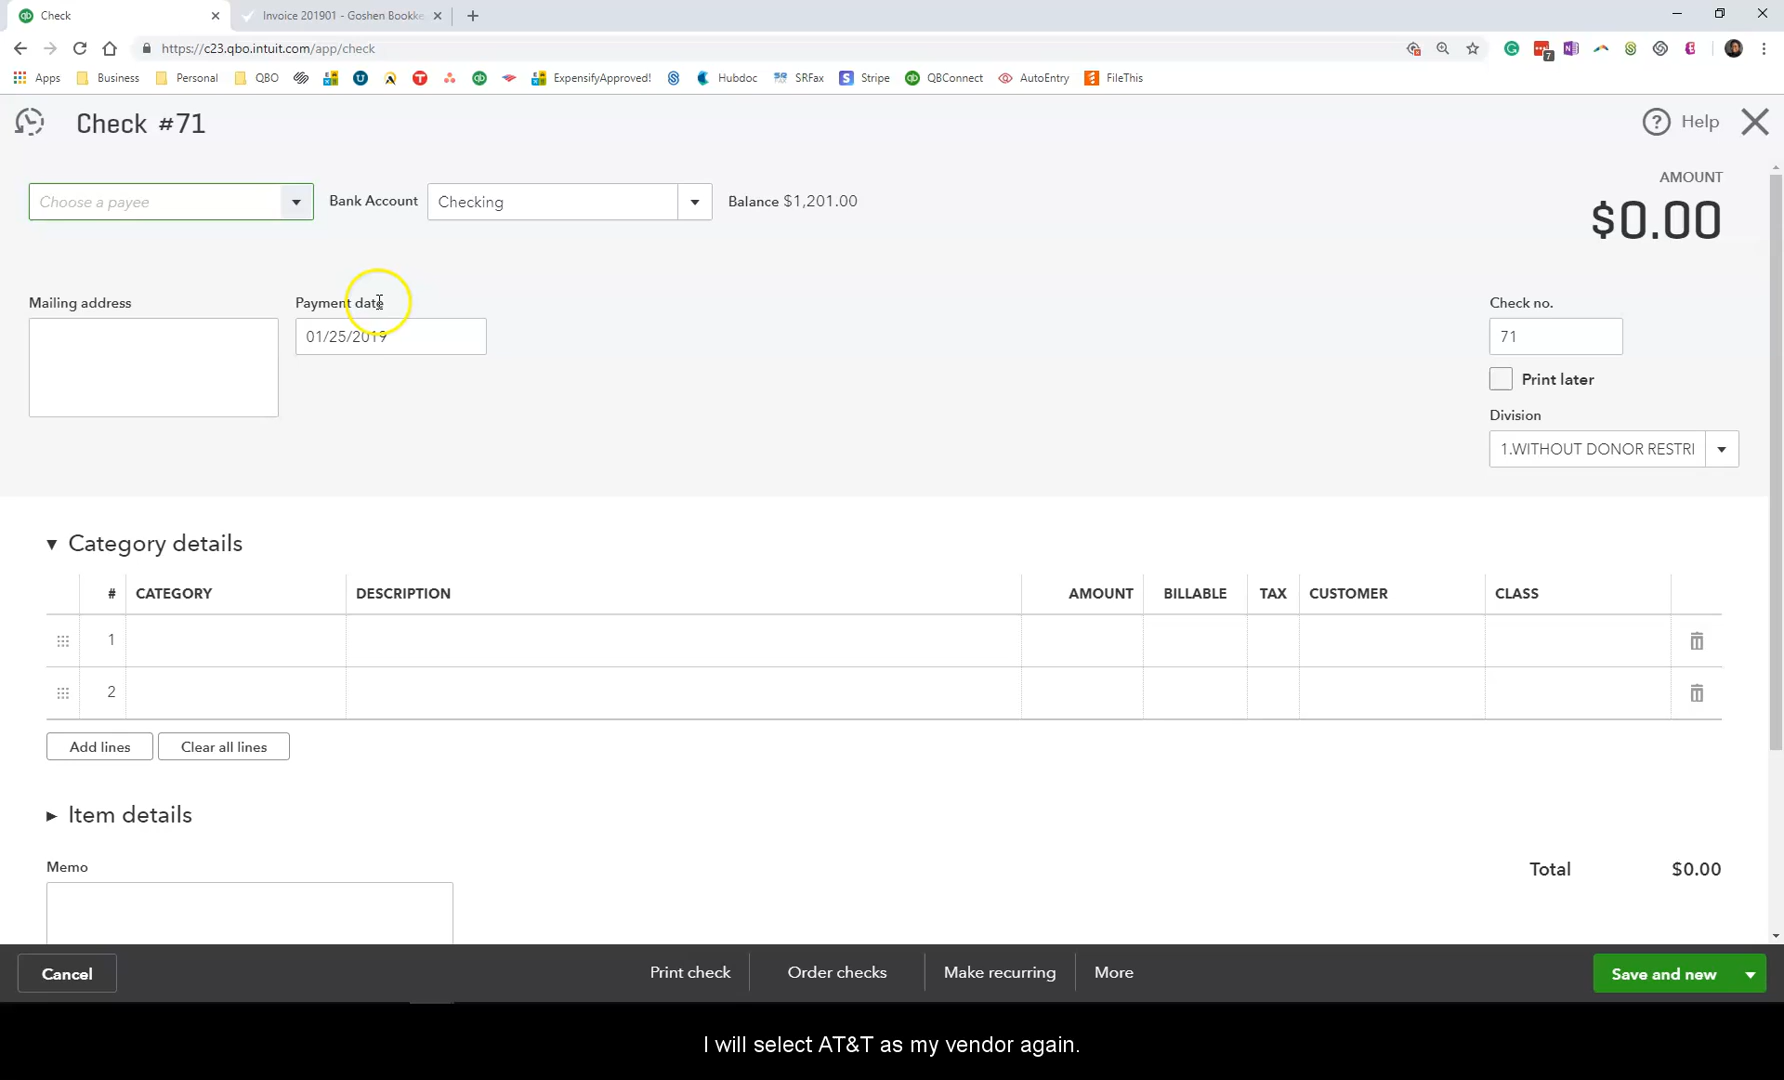 Check
Invoice 201901 - Goshen Bookke
https://c23.qbo.intuit.com/app/check
7
Apps
Business
Personal
QBO
ExpensifyApproved!
Hubdoc
SRFax
Stripe
QBConnect
AutoEntry
FileThis
Check #71
Help
AMOUNT
$0.00
Choose a payee
Bank Account
Checking
Balance $1,201.00
Mailing address
Payment date
01/25/2019
Check no.
71
Print later
Division
1.WITHOUT DONOR RESTRI
Category details
# CATEGORY DESCRIPTION AMOUNT BILLABLE TAX CUSTOMER CLASS
1
2
Add lines
Clear all lines
Item details
Memo
Total $0.00
Cancel
Print check
Order checks
Make recurring
More
Save and new
I will select AT&T as my vendor again.